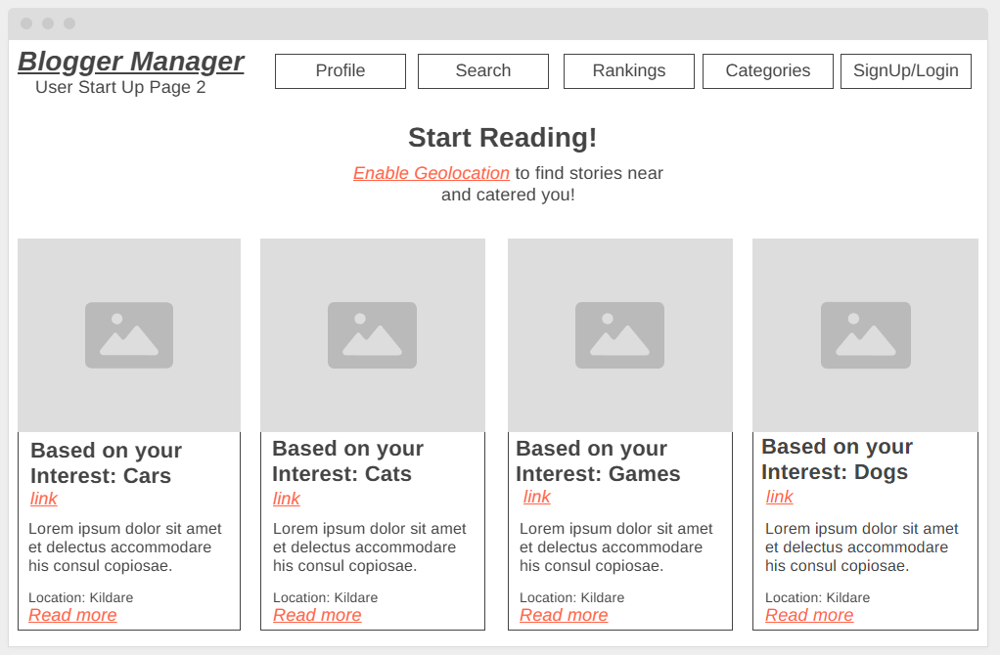 Blogger Manager
User Start Up Page 2
Profile
Search
Rankings
Categories
SignUp/Login
Start Reading!
Enable Geolocation to find stories near
and catered you!
Based on your
Interest: Cars
link
Lorem ipsum dolor sit amet
et delectus accommodare
his consul copiosae.
Location: Kildare
Read more
Based on your
Interest: Cats
link
Lorem ipsum dolor sit amet
et delectus accommodare
his consul copiosae.
Location: Kildare
Read more
Based on your
Interest: Games
link
Lorem ipsum dolor sit amet
et delectus accommodare
his consul copiosae.
Location: Kildare
Read more
Based on your
Interest: Dogs
link
Lorem ipsum dolor sit amet
et delectus accommodare
his consul copiosae.
Location: Kildare
Read more